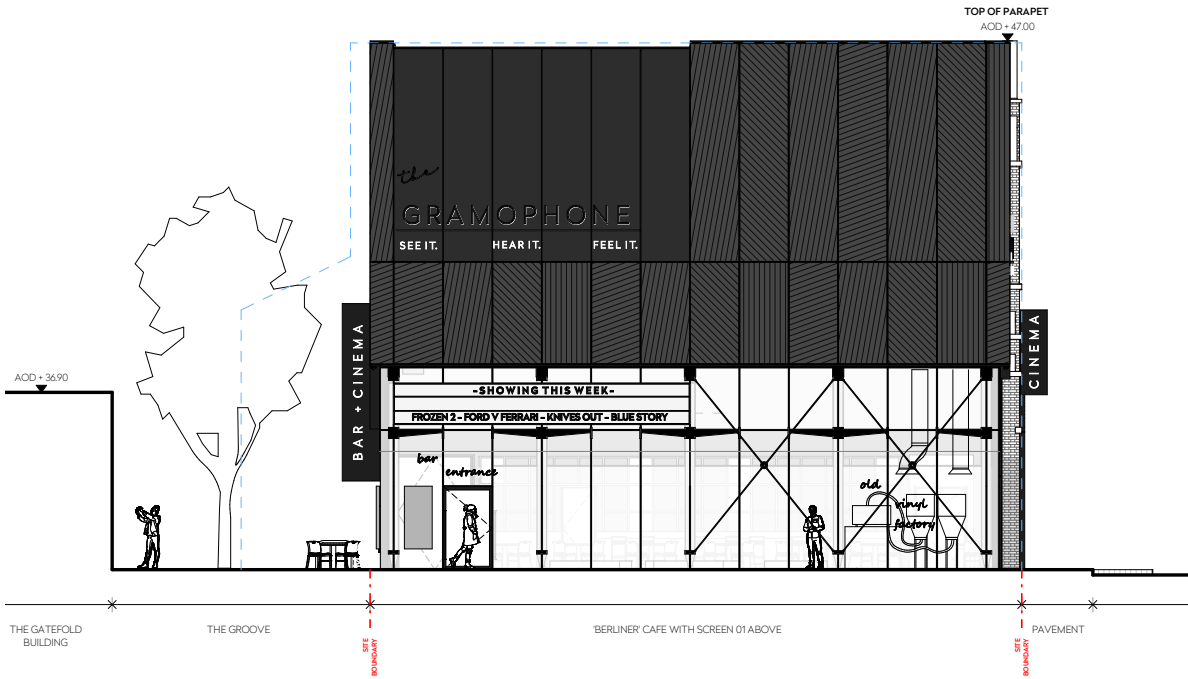 TOP OF PARAPET
AOD + 47.00
the
GRAMOPHONE
SEE IT. HEAR IT. FEEL IT.
BAR + CINEMA
CINEMA
AOD + 36.90
-SHOWING THIS WEEK-
FROZEN 2 - FORD V FERRARI - KNIVES OUT - BLUE STORY
bar
entrance
old
vinyl
factory
THE GATEFOLD
BUILDING
THE GROOVE
'BERLINER' CAFE WITH SCREEN 01 ABOVE
PAVEMENT
SITE
BOUNDARY
SITE
BOUNDARY